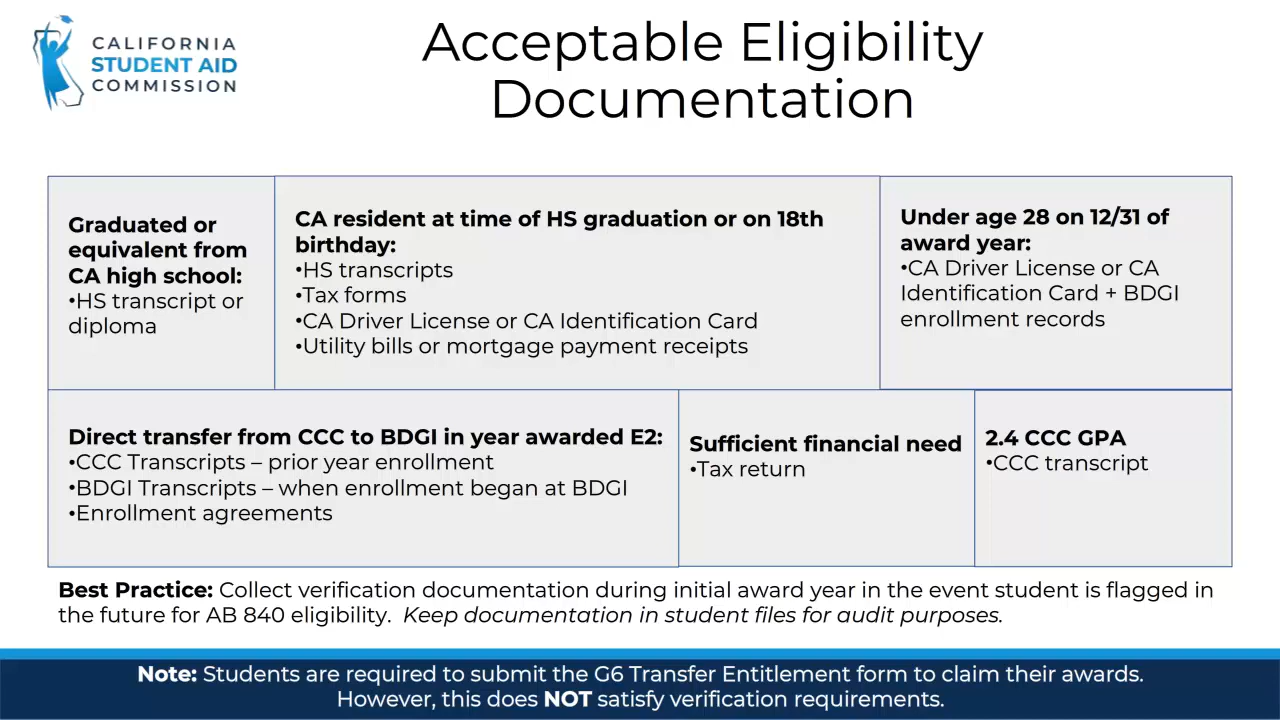 CALIFORNIA
STUDENT AID
COMMISSION
Acceptable Eligibility
Documentation
Graduated or
equivalent from
CA high school:
•HS transcript or
diploma
CA resident at time of HS graduation or on 18th
birthday:
•HS transcripts
•Tax forms
•CA Driver License or CA Identification Card
•Utility bills or mortgage payment receipts
Under age 28 on 12/31 of
award year:
•CA Driver License or CA
Identification Card + BDGI
enrollment records
Direct transfer from CCC to BDGI in year awarded E2:
•CCC Transcripts – prior year enrollment
•BDGI Transcripts – when enrollment began at BDGI
•Enrollment agreements
Sufficient financial need
•Tax return
2.4 CCC GPA
•CCC transcript
Best Practice: Collect verification documentation during initial award year in the event student is flagged in
the future for AB 840 eligibility. Keep documentation in student files for audit purposes.
Note: Students are required to submit the G6 Transfer Entitlement form to claim their awards.
However, this does NOT satisfy verification requirements.